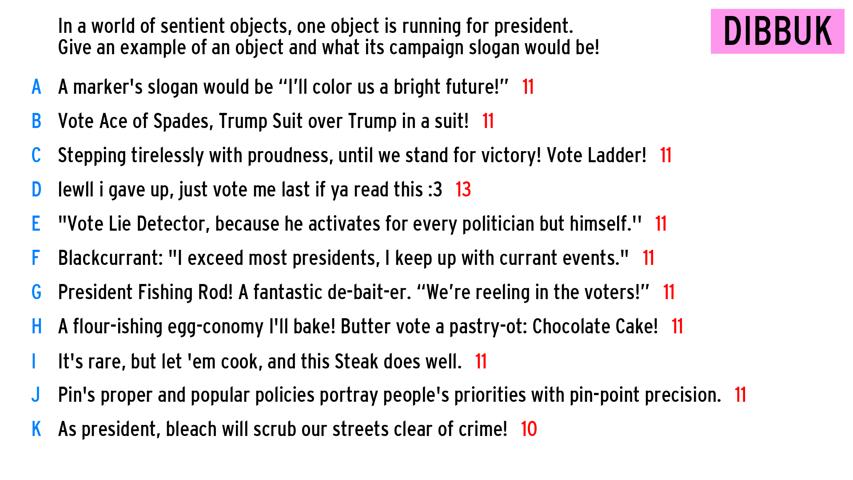 In a world of sentient objects, one object is running for president.
DIBBUK
Give an example of an object and what its campaign slogan would be!
A A marker's slogan would be “I’ll color us a bright future!” 11
B Vote Ace of Spades, Trump Suit over Trump in a suit! 11
C Stepping tirelessly with proudness, until we stand for victory! Vote Ladder! 11
D lewll i gave up, just vote me last if ya read this :3 13
E "Vote Lie Detector, because he activates for every politician but himself.'' 11
F Blackcurrant: "I exceed most presidents, I keep up with currant events." 11
G President Fishing Rod! A fantastic de-bait-er. “We’re reeling in the voters!” 11
H A flour-ishing egg-conomy I'll bake! Butter vote a pastry-ot: Chocolate Cake! 11
I It's rare, but let 'em cook, and this Steak does well. 11
J Pin's proper and popular policies portray people's priorities with pin-point precision. 11
K As president, bleach will scrub our streets clear of crime! 10